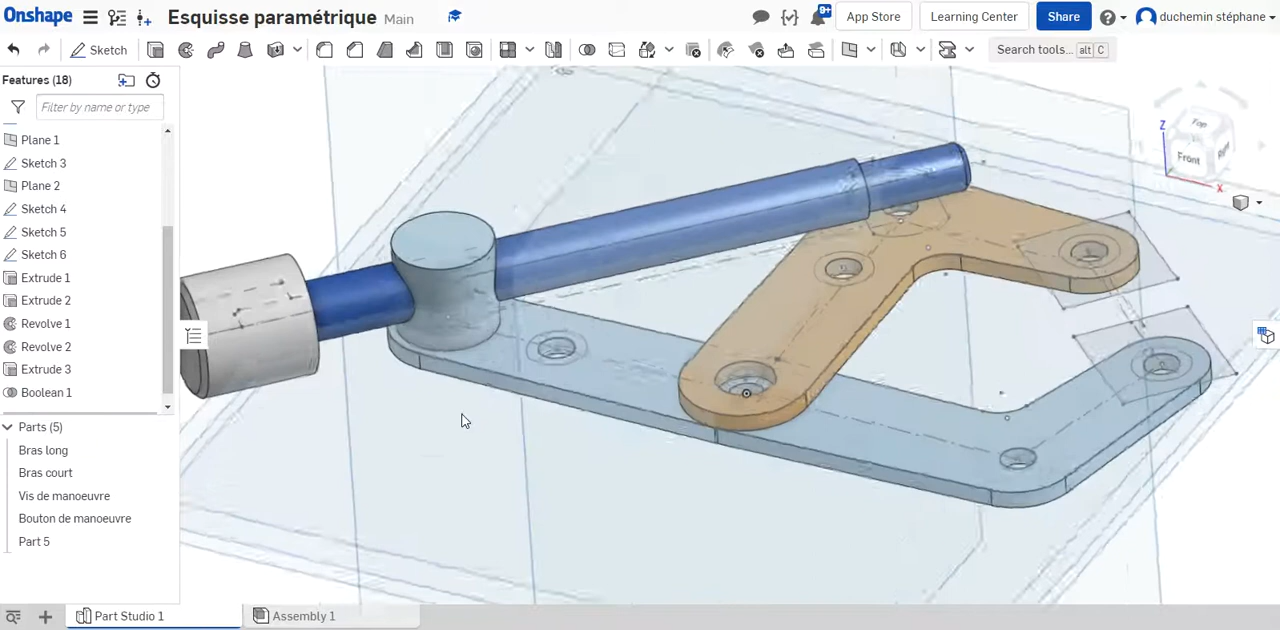 Onshape Esquisse paramétrique Main 9+ App Store Learning Center Share duchemin stéphane
Sketch Search tools... alt C
Features (18)
Filter by name or type
Plane 1
Sketch 3
Plane 2
Sketch 4
Sketch 5
Sketch 6
Extrude 1
Extrude 2
Revolve 1
Revolve 2
Extrude 3
Boolean 1
Parts (5)
Bras long
Bras court
Vis de manoeuvre
Bouton de manoeuvre
Part 5
Z
Top
Front
Right
X
Part Studio 1 Assembly 1